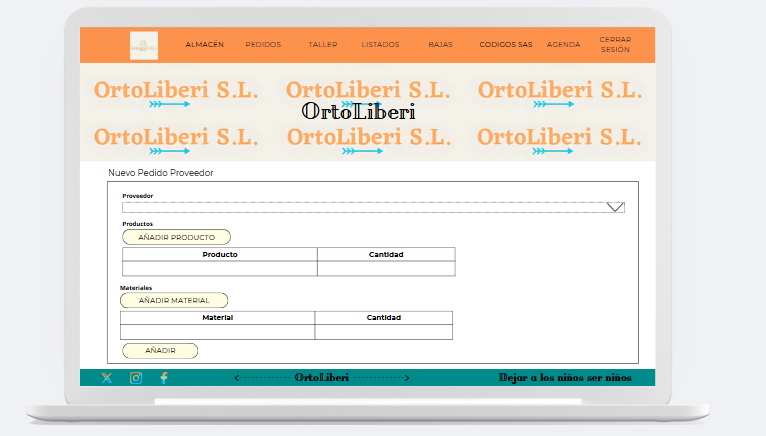 ALMACÉN PEDIDOS TALLER LISTADOS BAJAS CODIGOS SAS AGENDA CERRAR SESIÓN
OrtoLiberi S.L. OrtoLiberi S.L. OrtoLiberi S.L.
OrtoLiberi
OrtoLiberi S.L. OrtoLiberi S.L. OrtoLiberi S.L.
Nuevo Pedido Proveedor
Proveedor
Productos
AÑADIR PRODUCTO
Producto Cantidad
Materiales
AÑADIR MATERIAL
Material Cantidad
AÑADIR
OrtoLiberi Dejar a los niños ser niños